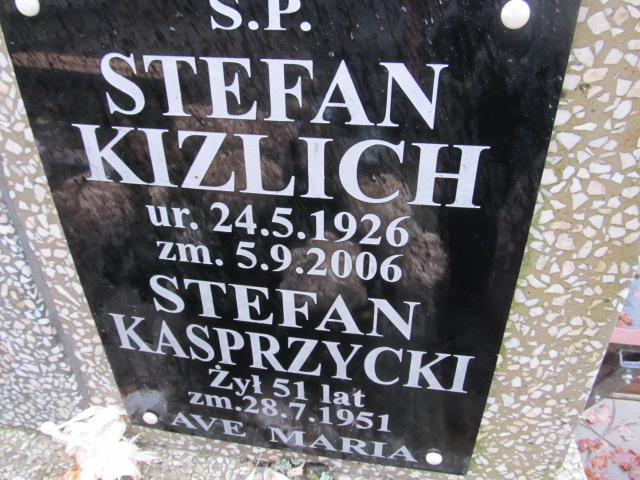 S.P.
STEFAN
KIZLICH
ur. 24.5.1926
zm. 5.9.2006
STEFAN
KASPRZYCKI
Żył 51 lat
zm.28.7.1951
AVE MARIA